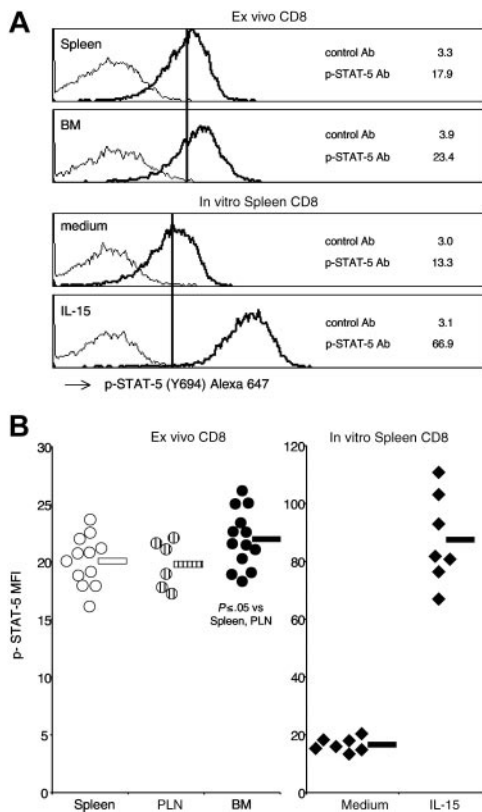 A
Ex vivo CD8
Spleen
control Ab 3.3
p-STAT-5 Ab 17.9
BM
control Ab 3.9
p-STAT-5 Ab 23.4
In vitro Spleen CD8
medium
control Ab 3.0
p-STAT-5 Ab 13.3
IL-15
control Ab 3.1
p-STAT-5 Ab 66.9
→ p-STAT-5 (Y694) Alexa 647
B
Ex vivo CD8
In vitro Spleen CD8
p- STAT-5 MFI
30
25
20
15
10
5
0
P≤.05 vs
Spleen, PLN
Spleen PLN BM
120
100
80
60
40
20
0
Medium IL-15